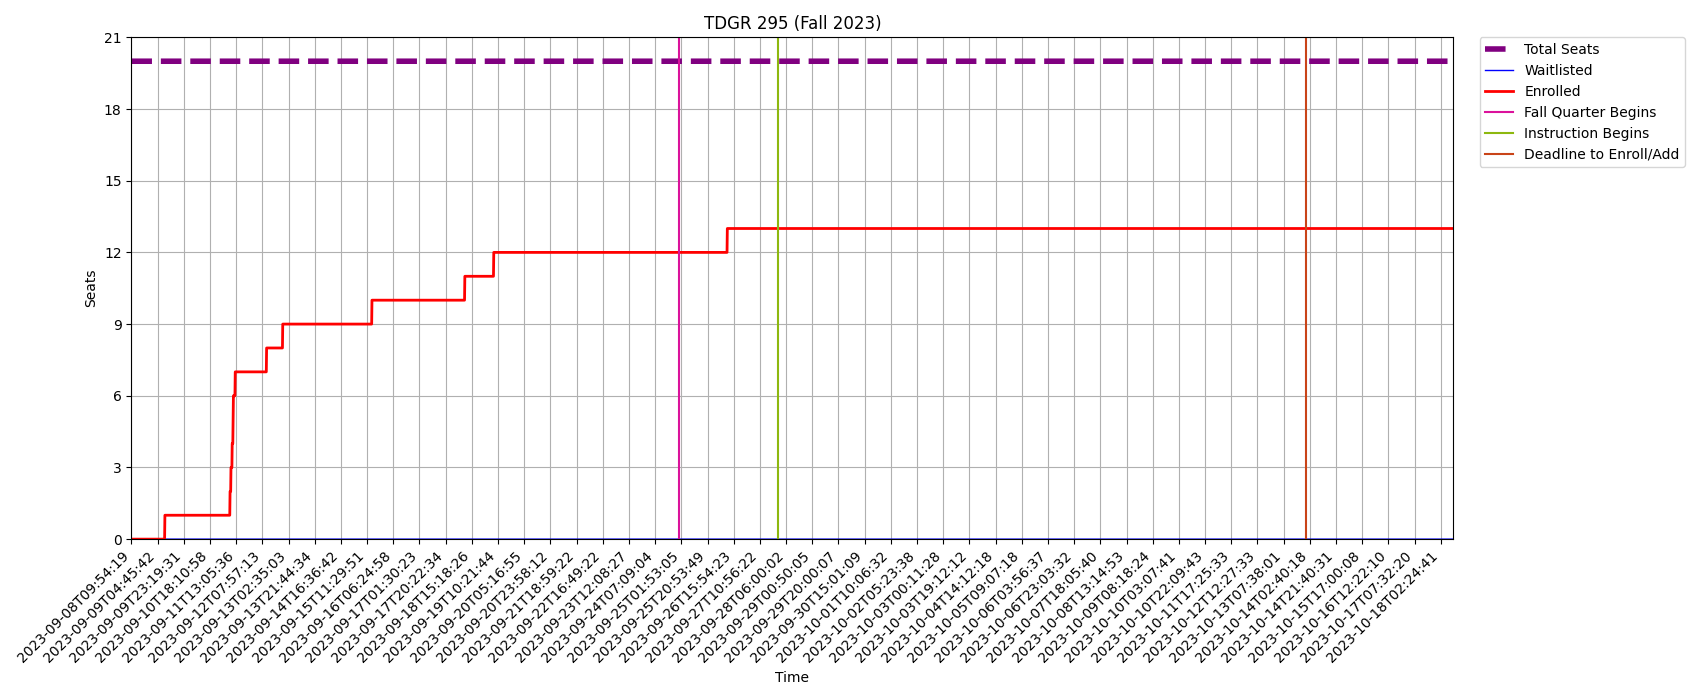 TDGR 295 (Fall 2023)
21
18
15
12
9
6
3
0
Seats
Total Seats
Waitlisted
Enrolled
Fall Quarter Begins
Instruction Begins
Deadline to Enroll/Add
2023-09-08T09:54:19
2023-09-09T04:45:42
2023-09-09T23:19:31
2023-09-10T18:10:58
2023-09-11T13:05:36
2023-09-12T07:57:13
2023-09-13T02:35:03
2023-09-13T21:44:34
2023-09-14T16:36:42
2023-09-15T11:29:51
2023-09-16T06:24:58
2023-09-17T01:30:23
2023-09-17T20:22:34
2023-09-18T15:18:26
2023-09-19T10:21:44
2023-09-20T05:16:55
2023-09-20T23:58:12
2023-09-21T18:59:22
2023-09-22T16:49:22
2023-09-23T12:08:27
2023-09-24T07:09:04
2023-09-25T01:53:05
2023-09-25T20:53:49
2023-09-26T15:54:23
2023-09-27T10:56:22
2023-09-28T06:00:02
2023-09-29T00:50:05
2023-09-29T20:00:07
2023-09-30T15:01:09
2023-10-01T10:06:32
2023-10-02T05:23:38
2023-10-03T00:11:28
2023-10-03T19:12:12
2023-10-04T14:12:18
2023-10-05T09:07:18
2023-10-06T03:56:37
2023-10-06T23:03:32
2023-10-07T18:05:40
2023-10-08T13:14:53
2023-10-09T08:18:24
2023-10-10T03:07:41
2023-10-10T22:09:43
2023-10-11T17:25:33
2023-10-12T12:27:33
2023-10-13T07:38:01
2023-10-14T02:40:18
2023-10-14T21:40:31
2023-10-15T17:00:08
2023-10-16T12:22:10
2023-10-17T07:32:20
2023-10-18T02:24:41
Time